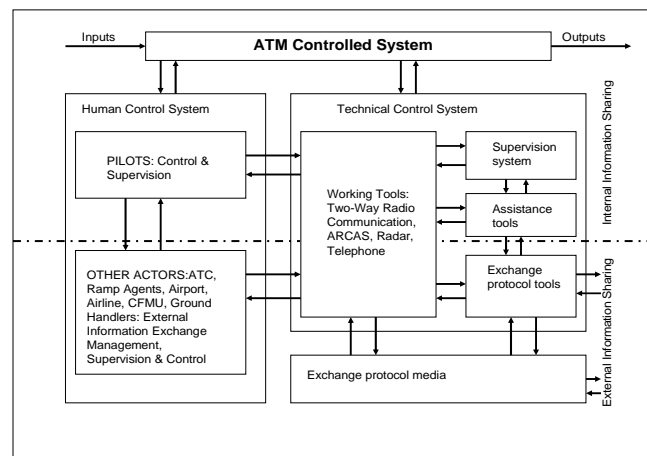 Inputs
ATM Controlled System
Outputs
Human Control System
Technical Control System
PILOTS: Control &
Supervision
OTHER ACTORS:ATC,
Ramp Agents, Airport,
Airline, CFMU, Ground
Handlers: External
Information Exchange
Management,
Supervision & Control
Working Tools:
Two-Way Radio
Communication,
ARCAS, Radar,
Telephone
Supervision
system
Assistance
tools
Exchange
protocol tools
Exchange protocol media
Internal Information Sharing
External Information Sharing